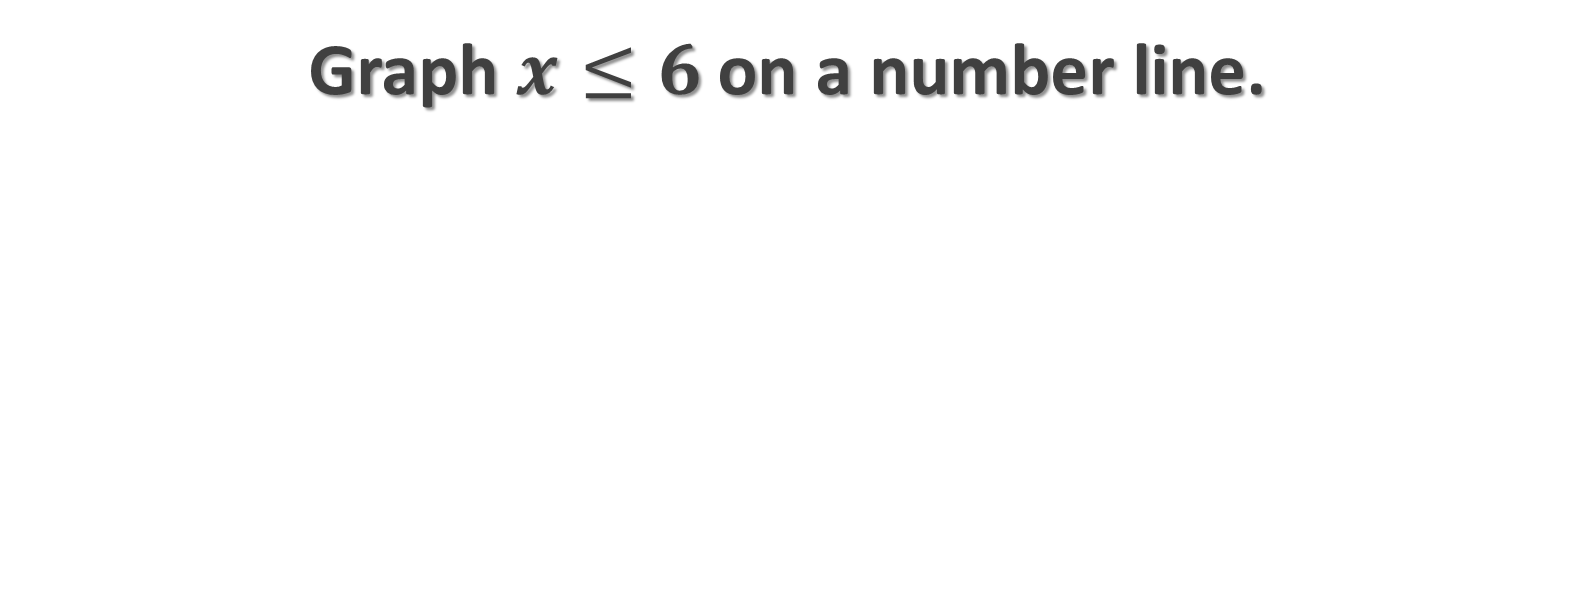 Graph 𝒙 ≤ 𝟔 on a number line.